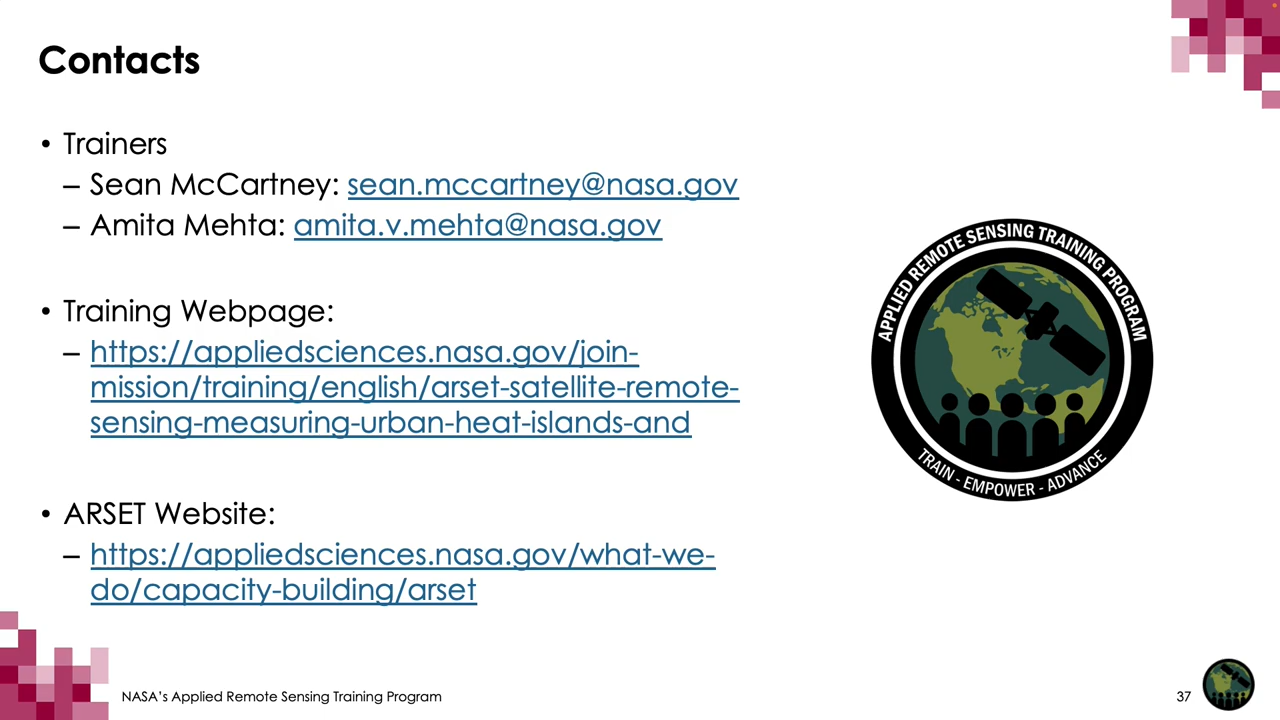 Contacts
• Trainers
– Sean McCartney: sean.mccartney@nasa.gov
– Amita Mehta: amita.v.mehta@nasa.gov
• Training Webpage:
– https://appliedsciences.nasa.gov/join-
mission/training/english/arset-satellite-remote-
sensing-measuring-urban-heat-islands-and
• ARSET Website:
– https://appliedsciences.nasa.gov/what-we-
do/capacity-building/arset
APPLIED REMOTE SENSING TRAINING PROGRAM
TRAIN - EMPOWER - ADVANCE
NASA's Applied Remote Sensing Training Program
37